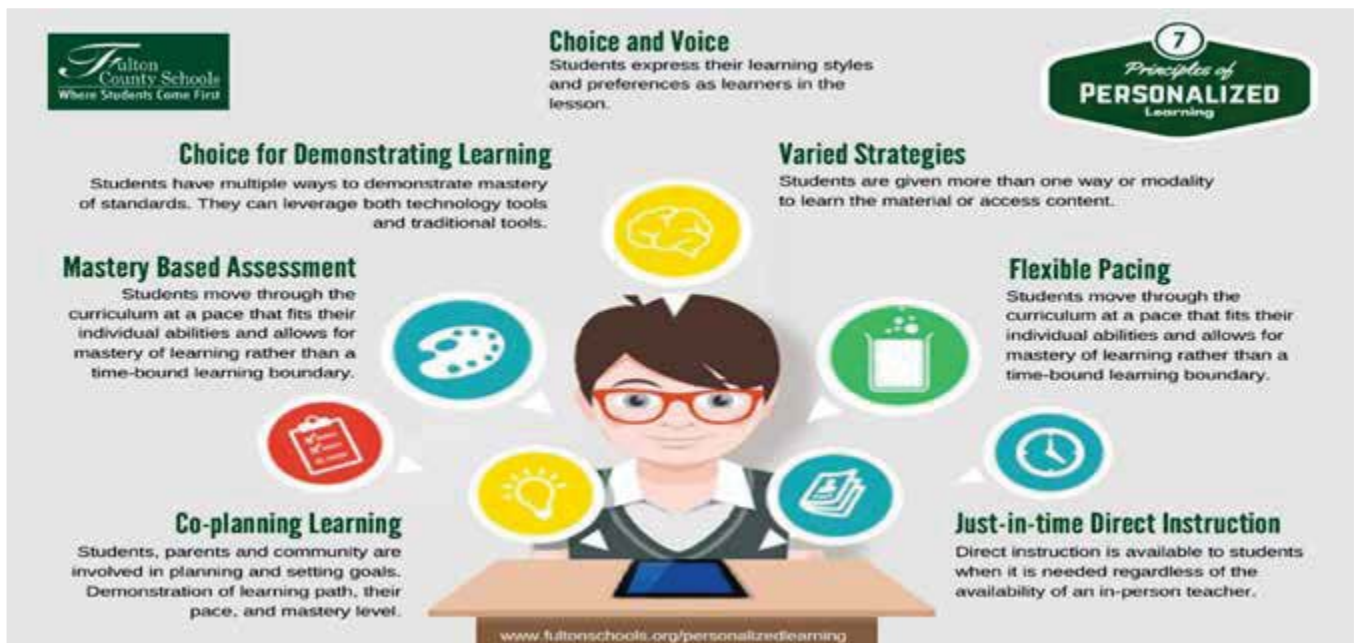 Fulton
County Schools
Where Students Come First
Choice and Voice
Students express their learning styles
and preferences as learners in the
lesson.
7
Principles of
PERSONALIZED
Learning
Choice for Demonstrating Learning
Students have multiple ways to demonstrate mastery
of standards. They can leverage both technology tools
and traditional tools.
Varied Strategies
Students are given more than one way or modality
to learn the material or access content.
Mastery Based Assessment
Students move through the
curriculum at a pace that fits their
individual abilities and allows for
mastery of learning rather than a
time-bound learning boundary.
Flexible Pacing
Students move through the
curriculum at a pace that fits their
individual abilities and allows for
mastery of learning rather than a
time-bound learning boundary.
Co-planning Learning
Students, parents and community are
involved in planning and setting goals.
Demonstration of learning path, their
pace, and mastery level.
Just-in-time Direct Instruction
Direct instruction is available to students
when it is needed regardless of the
availability of an in-person teacher.
www.fultonschools.org/personalizedlearning